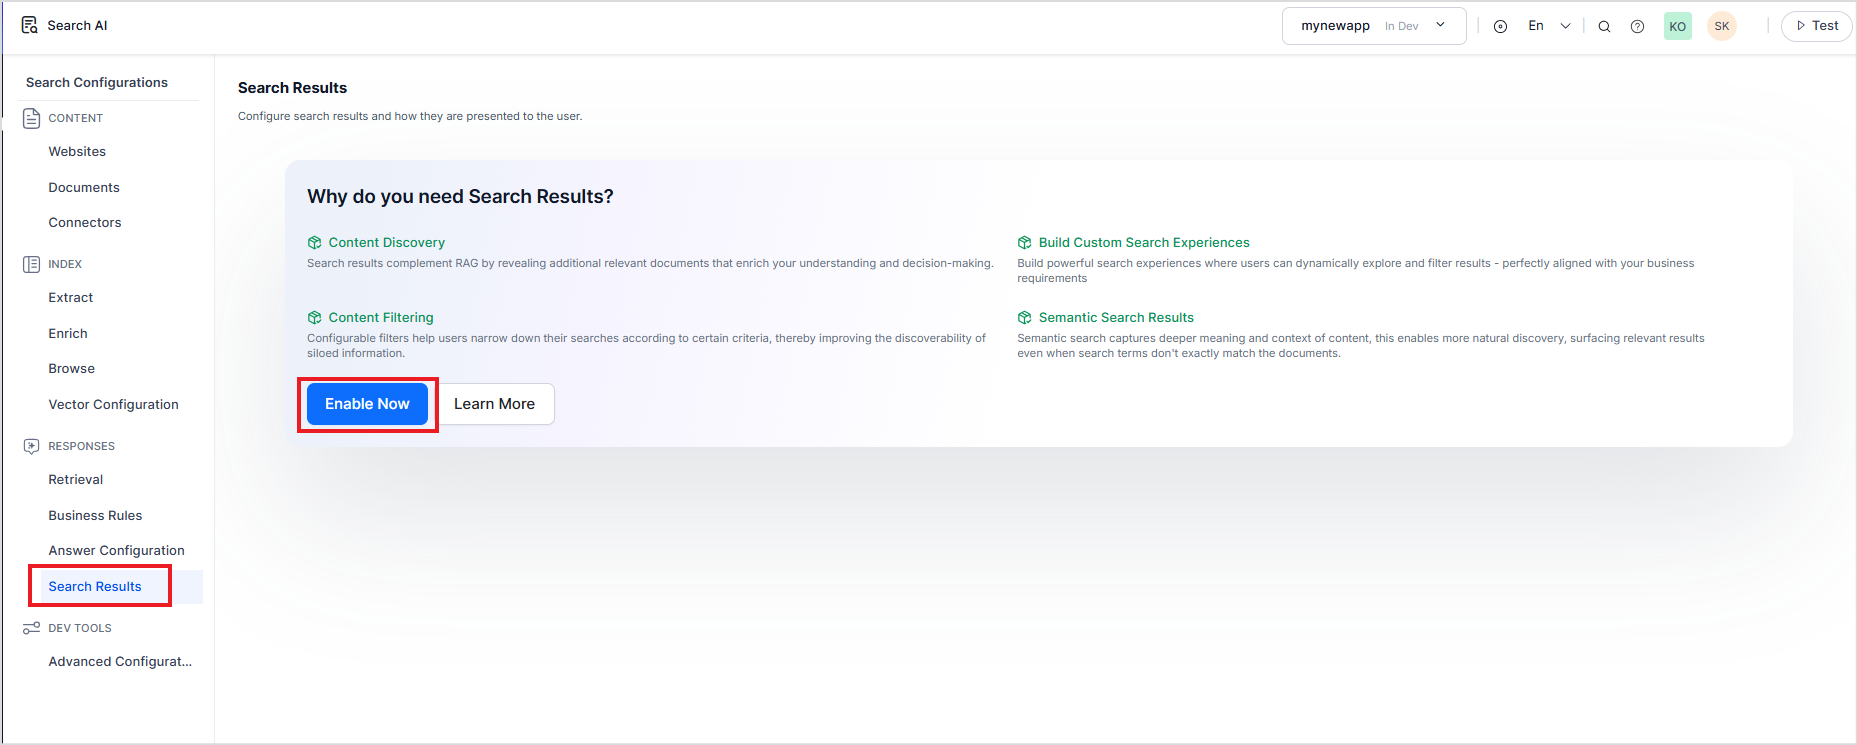 Search AI
mynewapp In Dev
En
KO
SK
Test
Search Configurations
CONTENT
Websites
Documents
Connectors
INDEX
Extract
Enrich
Browse
Vector Configuration
RESPONSES
Retrieval
Business Rules
Answer Configuration
Search Results
DEV TOOLS
Advanced Configurat...
Search Results
Configure search results and how they are presented to the user.
Why do you need Search Results?
Content Discovery
Search results complement RAG by revealing additional relevant documents that enrich your understanding and decision-making.
Build Custom Search Experiences
Build powerful search experiences where users can dynamically explore and filter results - perfectly aligned with your business
requirements
Content Filtering
Configurable filters help users narrow down their searches according to certain criteria, thereby improving the discoverability of
siloed information.
Semantic Search Results
Semantic search captures deeper meaning and context of content, this enables more natural discovery, surfacing relevant results
even when search terms don't exactly match the documents.
Enable Now
Learn More